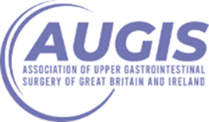 AUGIS
ASSOCIATION OF UPPER GASTROINTESTINAL
SURGERY OF GREAT BRITAIN AND IRELAND